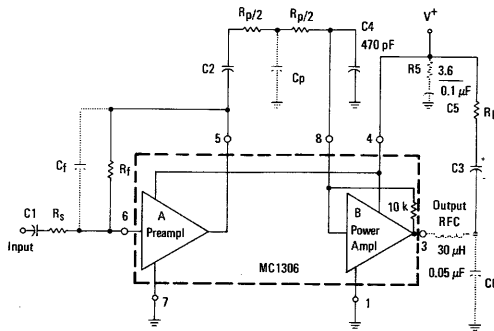 Rp/2
Rp/2
C4
470 pF
V+
C2
Cp
R5
3.6
0.1 µF
C5
5
8
4
C3
Cf
Rf
10 k
Output
RFC
C1
Rs
6
A
Preampl
B
Power
Ampl
3
Input
30 µH
MC1306
0.05 µF
7
1